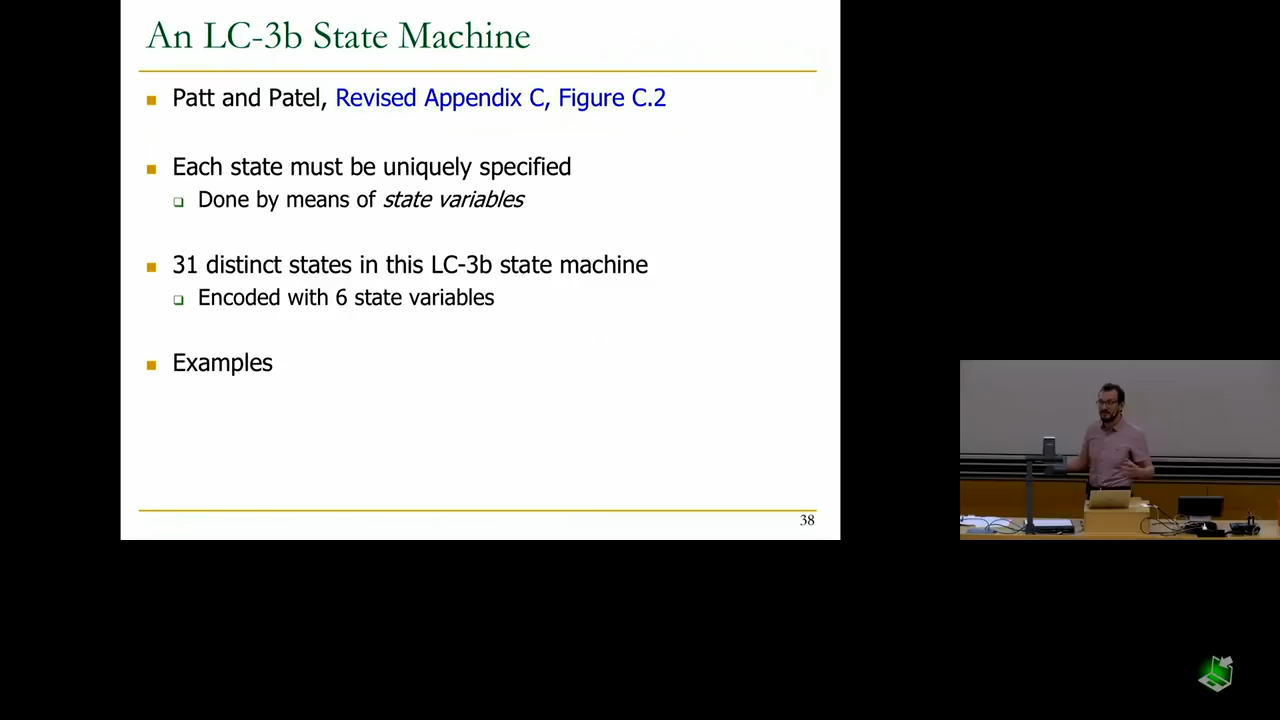 An LC-3b State Machine
Patt and Patel, Revised Appendix C, Figure C.2
Each state must be uniquely specified
Done by means of state variables
31 distinct states in this LC-3b state machine
Encoded with 6 state variables
Examples
38